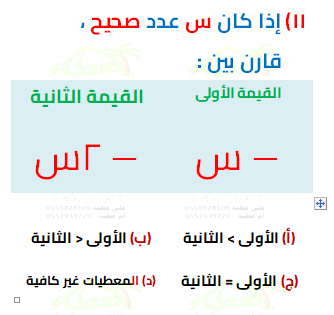 ١١) إذا كان س عدد صحيح ،
قارن بين :
القيمة الأولى القيمة الثانية
– س – ٢س
(أ) الأولى > الثانية (ب) الأولى < الثانية
(ج) الأولى = الثانية (د) المعطيات غير كافية